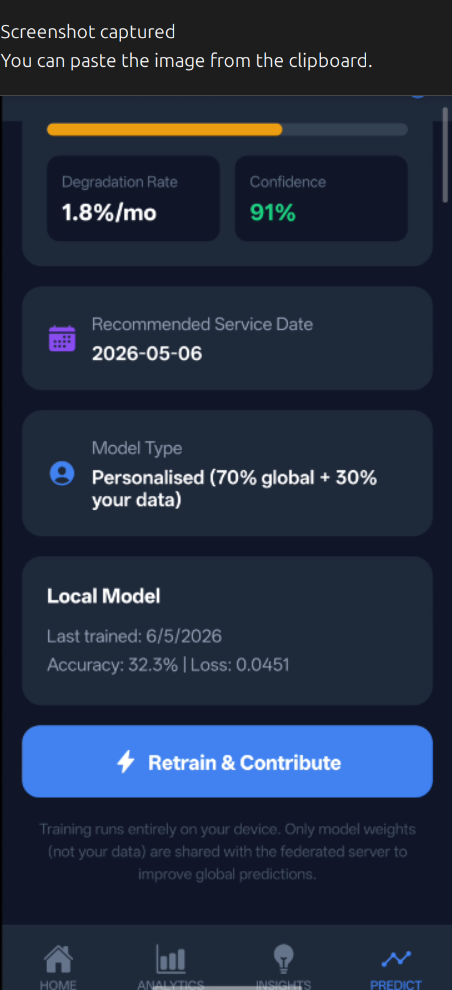 Screenshot captured
You can paste the image from the clipboard.
Degradation Rate
1.8%/mo
Confidence
91%
Recommended Service Date
2026-05-06
Model Type
Personalised (70% global + 30%
your data)
Local Model
Last trained: 6/5/2026
Accuracy: 32.3% | Loss: 0.0451
Retrain & Contribute
Training runs entirely on your device. Only model weights
(not your data) are shared with the federated server to
improve global predictions.
HOME
ANALYTICS
INSIGHTS
PREDICT